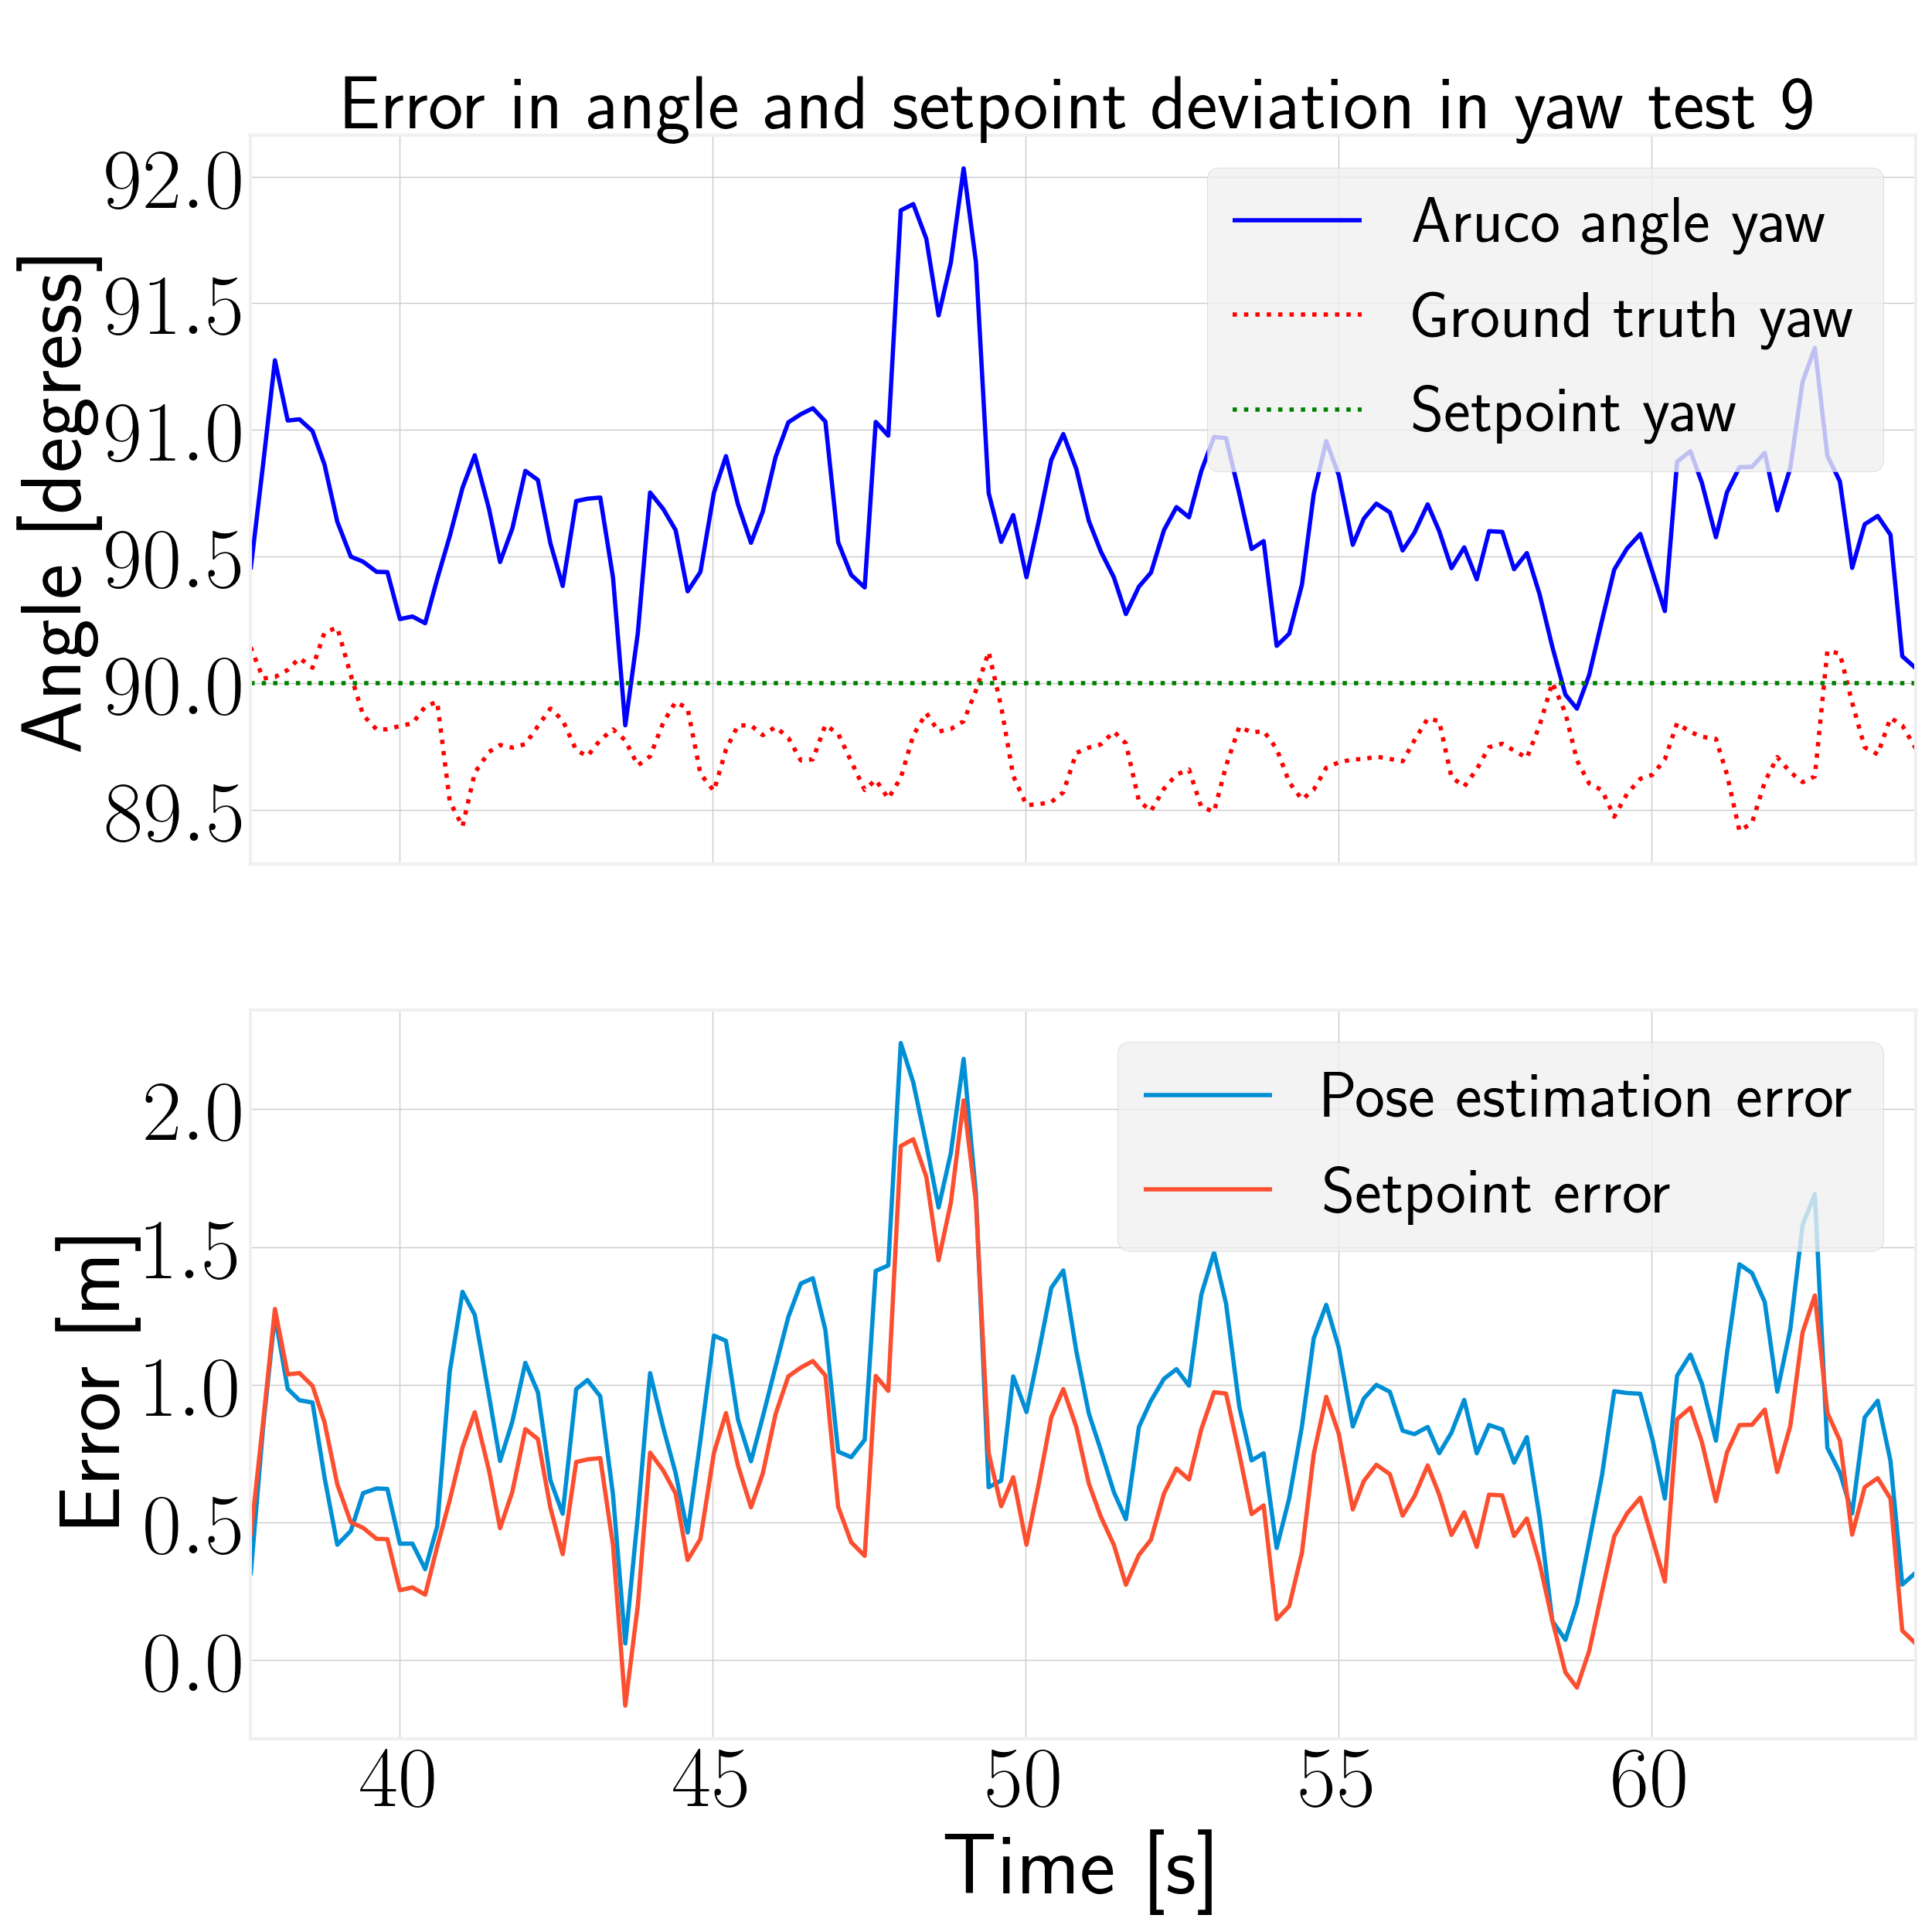 Error in angle and setpoint deviation in yaw test 9
Angle [degress]
92.0
91.5
91.0
90.5
90.0
89.5
Aruco angle yaw
Ground truth yaw
Setpoint yaw
Error [m]
2.0
1.5
1.0
0.5
0.0
Pose estimation error
Setpoint error
40 45 50 55 60
Time [s]